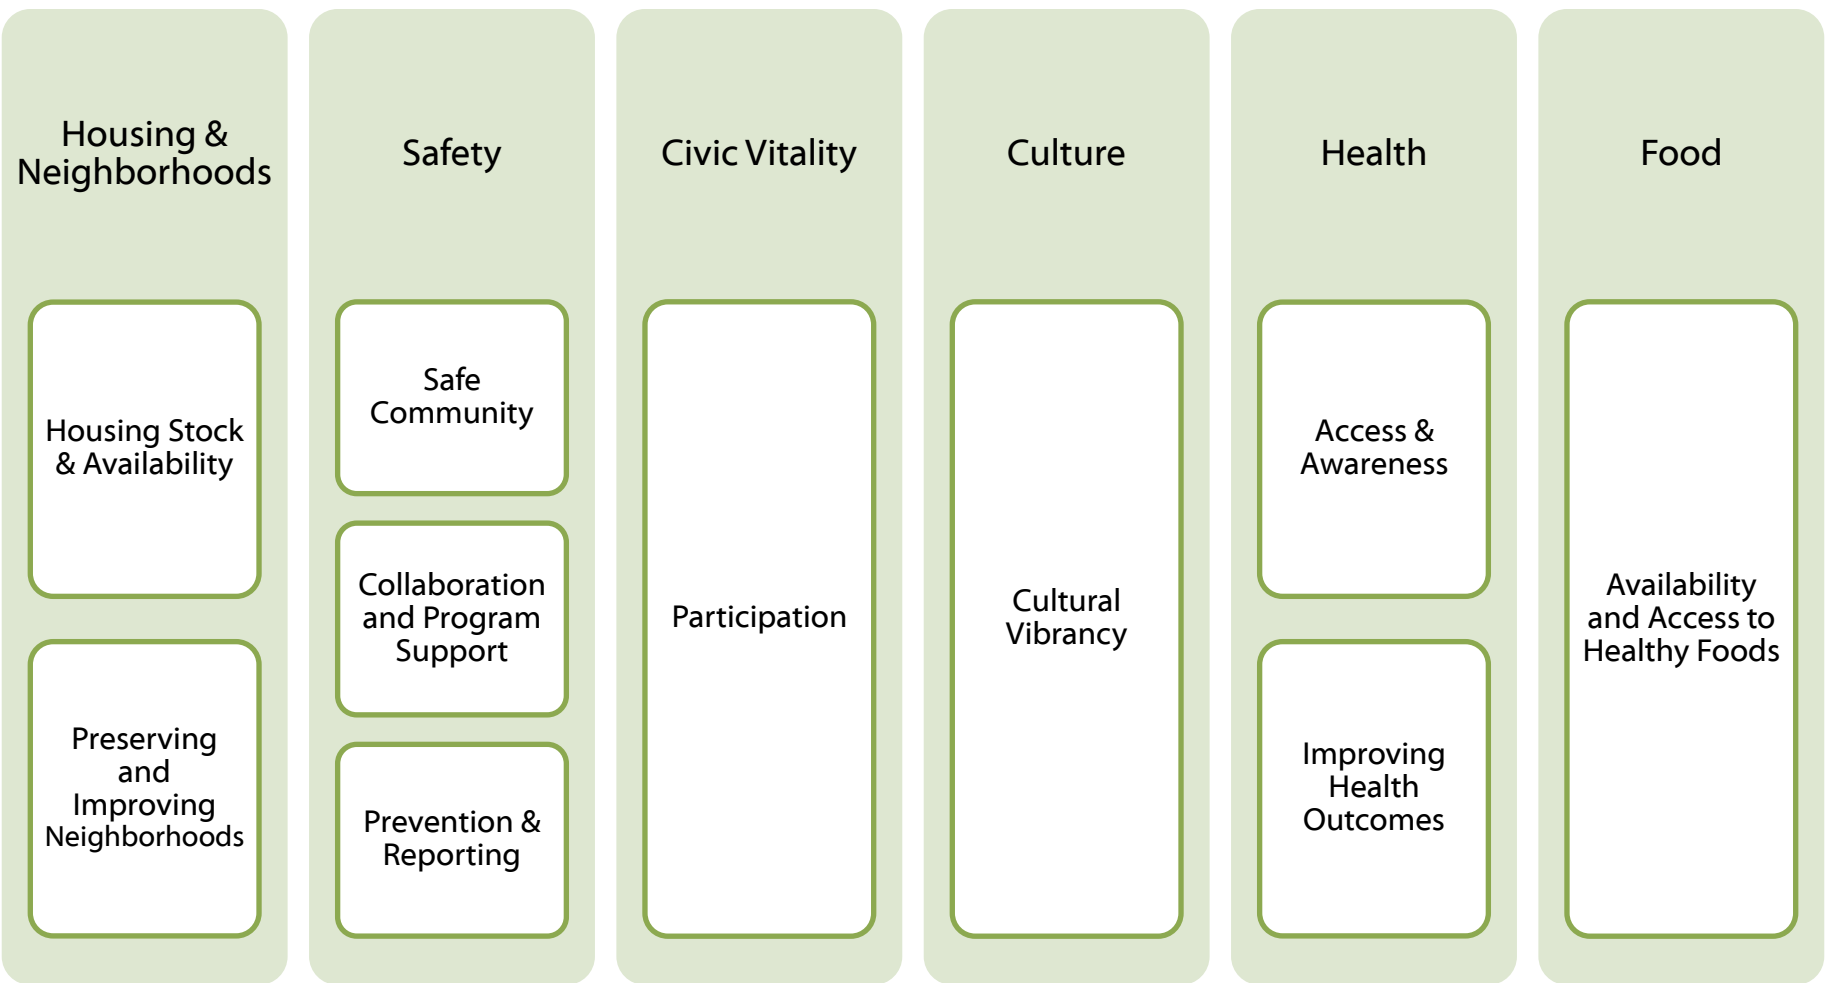 Housing &
Neighborhoods
Housing Stock
& Availability
Preserving
and
Improving
Neighborhoods
Safety
Safe
Community
Collaboration
and Program
Support
Prevention &
Reporting
Civic Vitality
Participation
Culture
Cultural
Vibrancy
Health
Access &
Awareness
Improving
Health
Outcomes
Food
Availability
and Access to
Healthy Foods